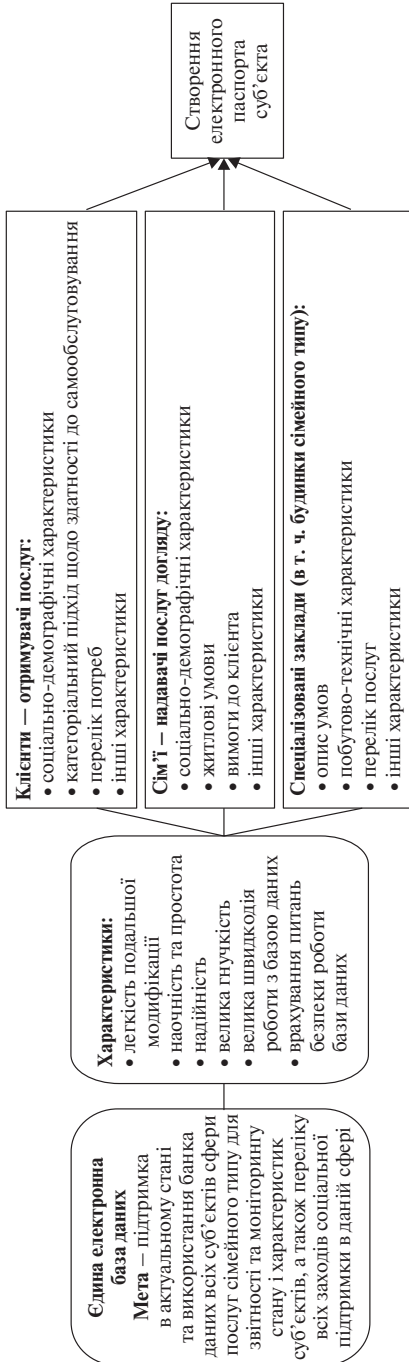 Єдина електронна
база даних
Мета — підтримка
в актуальному стані
та використання банка
даних всіх суб’єктів сфери
послуг сімейного типу для
звітності та моніторингу
стану і характеристик
суб’єктів, а також переліку
всіх заходів соціальної
підтримки в даній сфері
Характеристики:
• легкість подальшої
модифікації
• наочність та простота
• надійність
• велика гнучкість
• велика швидкодія
роботи з базою даних
• врахування питань
безпеки роботи
бази даних
Клієнти — отримувачі послуг:
• соціально-демографічні характеристики
• категоріальний підхід щодо здатності до самообслуговування
• перелік потреб
• інші характеристики
Сім’ї — надавачі послуг догляду:
• соціально-демографічні характеристики
• житлові умови
• вимоги до клієнта
• інші характеристики
Спеціалізовані заклади (в т. ч. будинки сімейного типу):
• опис умов
• побутово-технічні характеристики
• перелік послуг
• інші характеристики
Створення
електронного
паспорта
суб’єкта